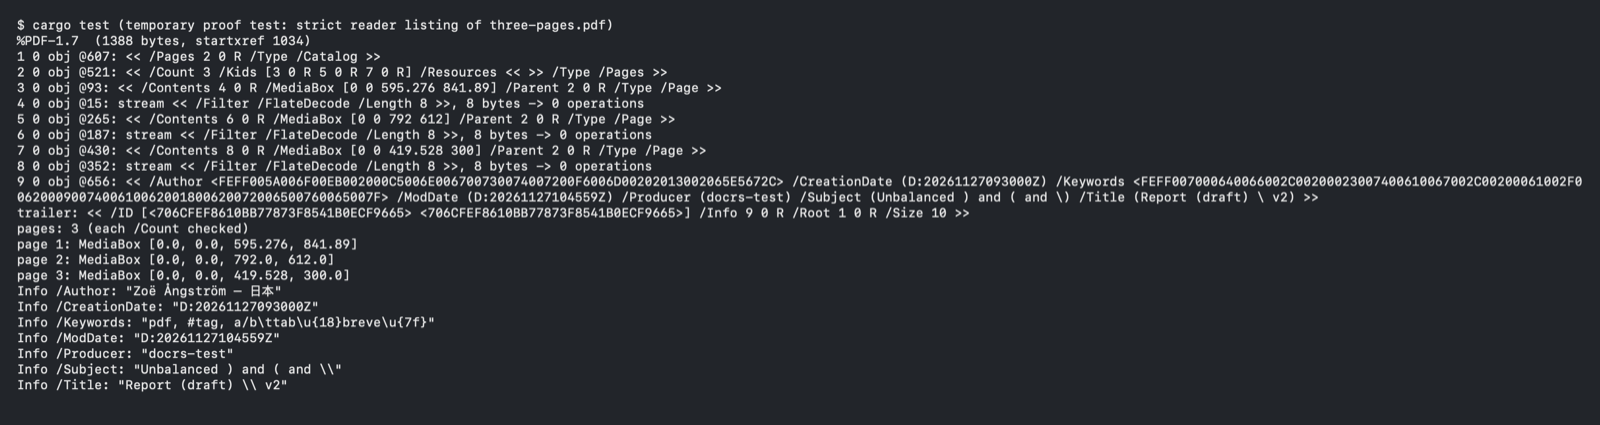 $ cargo test (temporary proof test: strict reader listing of three-pages.pdf)
%PDF-1.7  (1388 bytes, startxref 1034)
1 0 obj @607: << /Pages 2 0 R /Type /Catalog >>
2 0 obj @521: << /Count 3 /Kids [3 0 R 5 0 R 7 0 R] /Resources << >> /Type /Pages >>
3 0 obj @93: << /Contents 4 0 R /MediaBox [0 0 595.276 841.89] /Parent 2 0 R /Type /Page >>
4 0 obj @15: stream << /Filter /FlateDecode /Length 8 >>, 8 bytes -> 0 operations
5 0 obj @265: << /Contents 6 0 R /MediaBox [0 0 792 612] /Parent 2 0 R /Type /Page >>
6 0 obj @187: stream << /Filter /FlateDecode /Length 8 >>, 8 bytes -> 0 operations
7 0 obj @430: << /Contents 8 0 R /MediaBox [0 0 419.528 300] /Parent 2 0 R /Type /Page >>
8 0 obj @352: stream << /Filter /FlateDecode /Length 8 >>, 8 bytes -> 0 operations
9 0 obj @656: << /Author <FEFF005A006F00EB002000C5006E006700730074007200F6006D00202013002065E5672C> /CreationDate (D:20261127093000Z) /Keywords <FEFF007000640066002C00200023007400610067002C00200061002F0
0620009007400610062001800620072006500760065007F> /ModDate (D:20261127104559Z) /Producer (docrs-test) /Subject (Unbalanced ) and ( and \) /Title (Report (draft) \ v2) >>
trailer: << /ID [<706CFEF8610BB77873F8541B0ECF9665> <706CFEF8610BB77873F8541B0ECF9665>] /Info 9 0 R /Root 1 0 R /Size 10 >>
pages: 3 (each /Count checked)
page 1: MediaBox [0.0, 0.0, 595.276, 841.89]
page 2: MediaBox [0.0, 0.0, 792.0, 612.0]
page 3: MediaBox [0.0, 0.0, 419.528, 300.0]
Info /Author: "Zoë Ångström – 日本"
Info /CreationDate: "D:20261127093000Z"
Info /Keywords: "pdf, #tag, a/b\ttab\u{18}breve\u{7f}"
Info /ModDate: "D:20261127104559Z"
Info /Producer: "docrs-test"
Info /Subject: "Unbalanced ) and ( and \\"
Info /Title: "Report (draft) \\ v2"